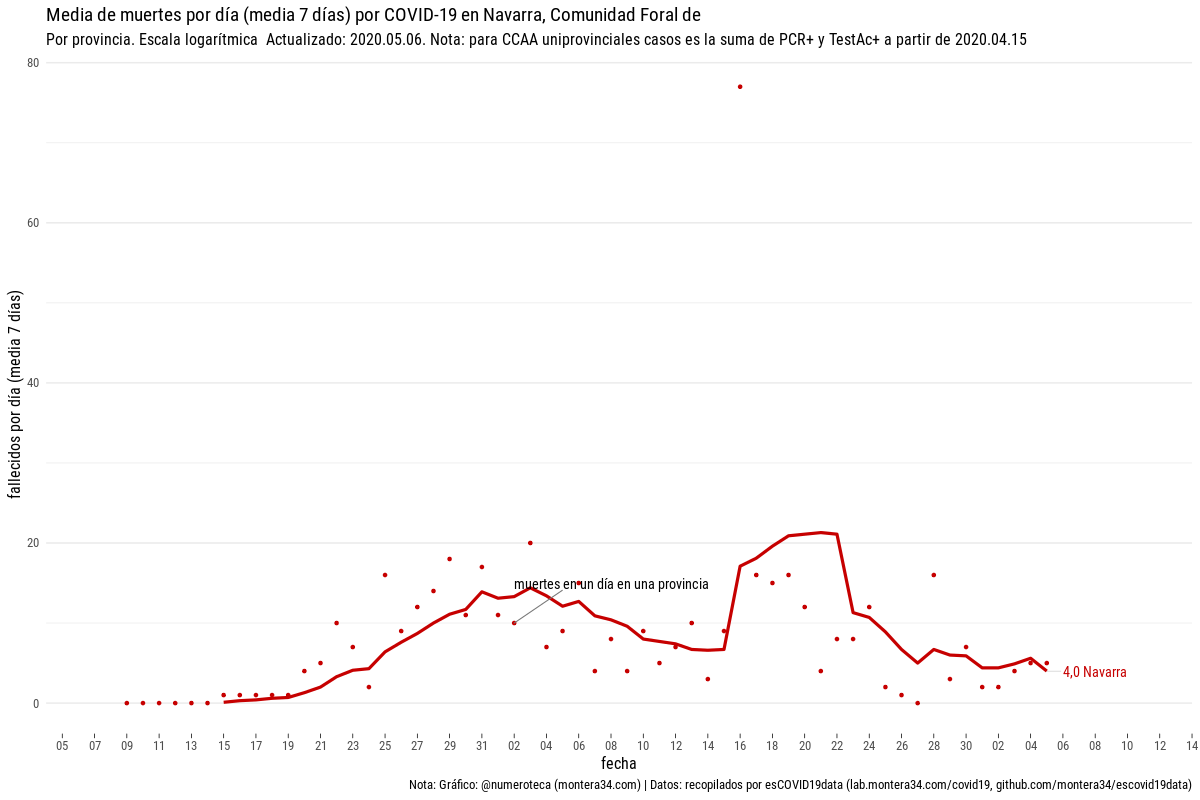 Media de muertes por día (media 7 días) por COVID-19 en Navarra, Comunidad Foral de
Por provincia. Escala logarítmica  Actualizado: 2020.05.06. Nota: para CCAA uniprovinciales casos es la suma de PCR+ y TestAc+ a partir de 2020.04.15
fallecidos por día (media 7 días)
80
60
40
20
0
muertes en un día en una provincia
4,0 Navarra
05 07 09 11 13 15 17 19 21 23 25 27 29 31 02 04 06 08 10 12 14 16 18 20 22 24 26 28 30 02 04 06 08 10 12 14
fecha
Nota: Gráfico: @numeroteca (montera34.com) | Datos: recopilados por esCOVID19data (lab.montera34.com/covid19, github.com/montera34/escovid19data)